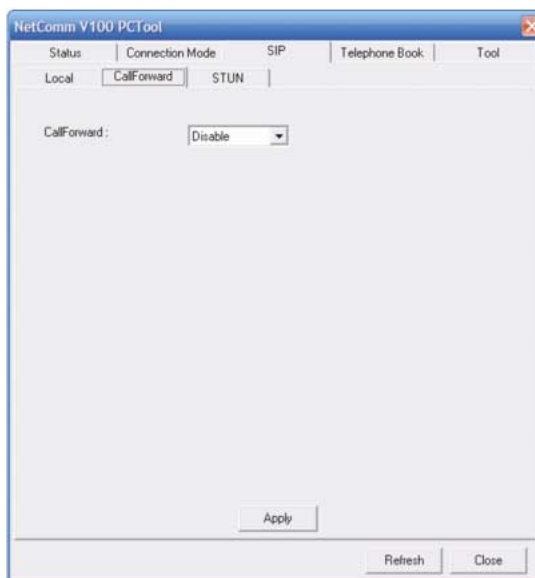 NetComm V100 PCTool
Status Connection Mode SIP Telephone Book Tool
Local CallForward STUN
CallForward : Disable
Apply
Refresh Close